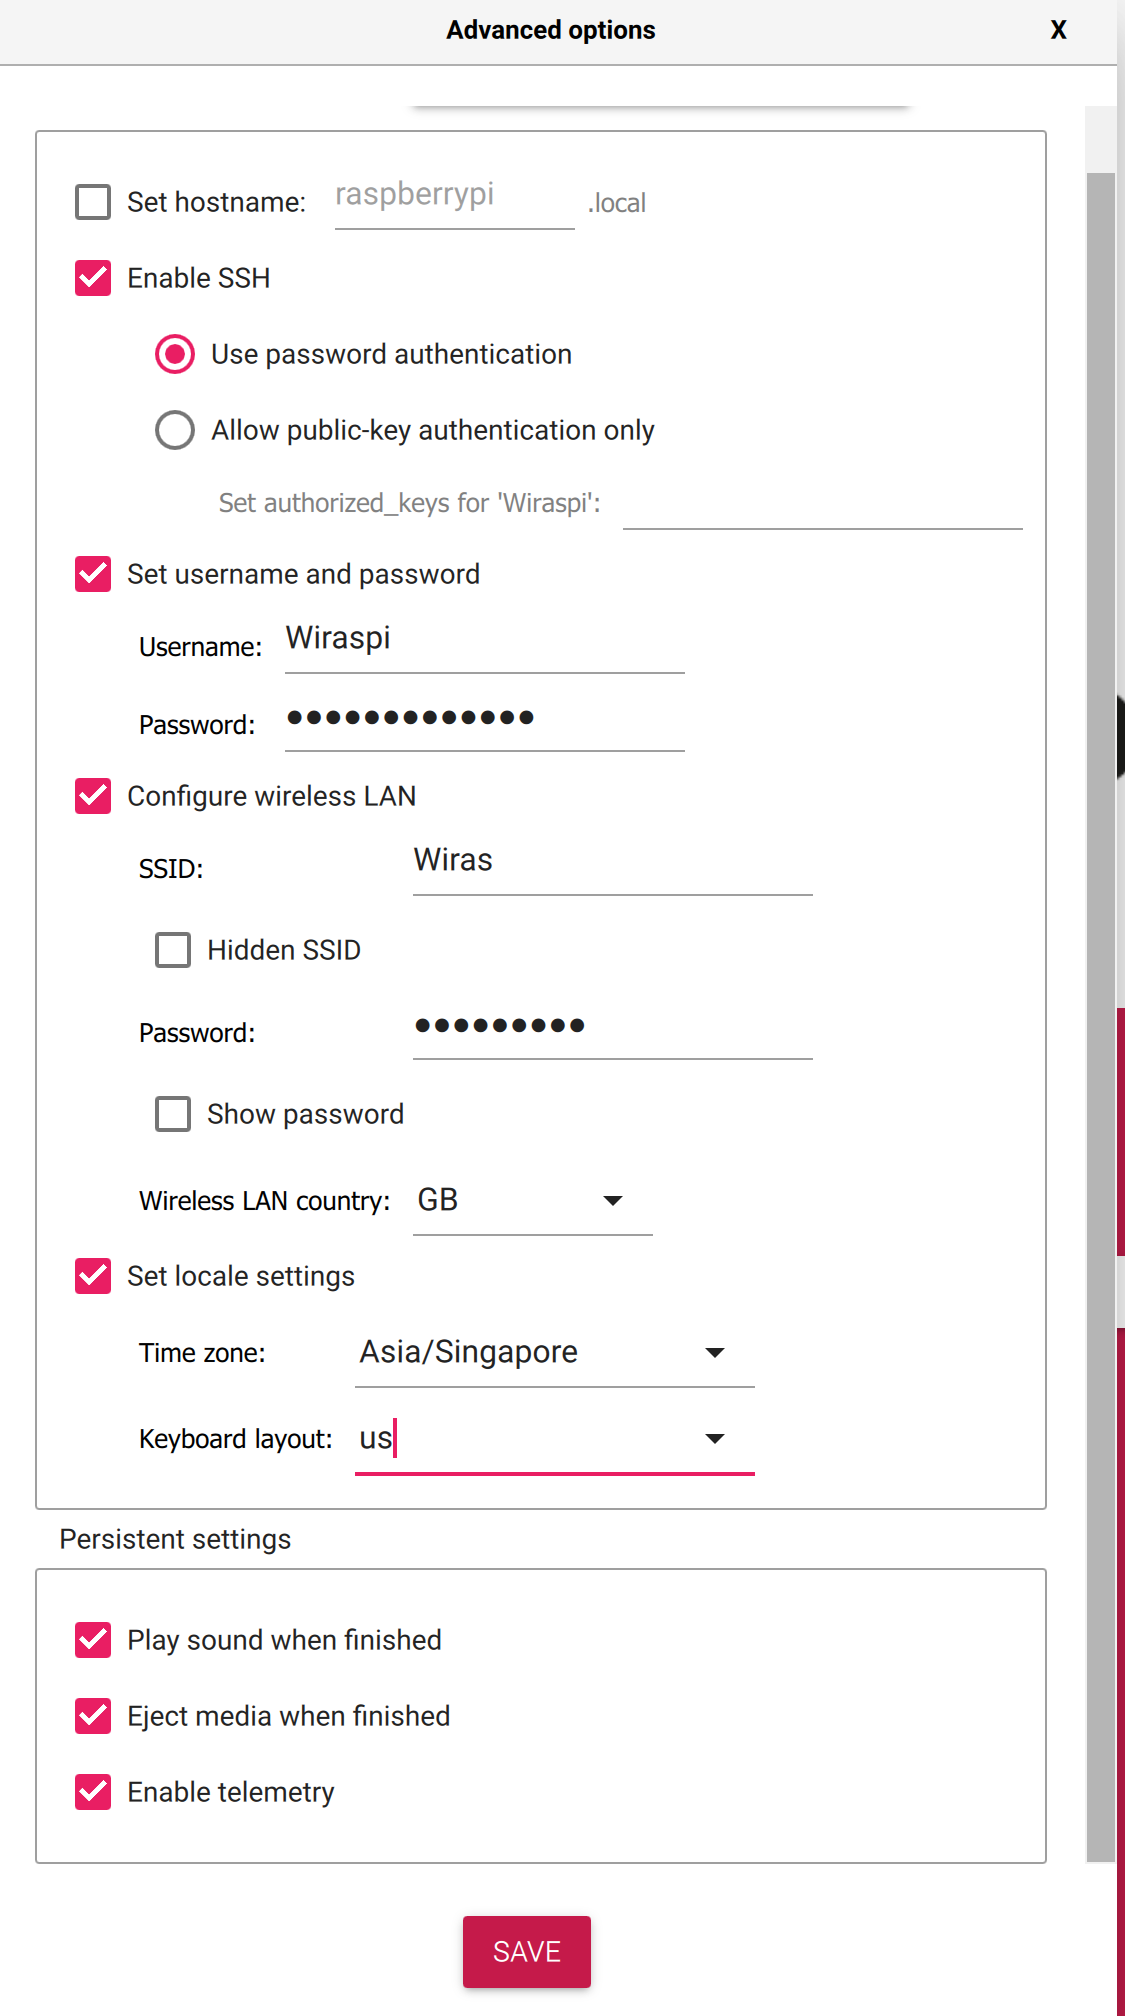 Advanced options X
Set hostname: raspberrypi .local
Enable SSH
Use password authentication
Allow public-key authentication only
Set authorized_keys for 'Wiraspi':
Set username and password
Username: Wiraspi
Password: •••••••••••••
Configure wireless LAN
SSID: Wiras
Hidden SSID
Password: •••••••••
Show password
Wireless LAN country: GB
Set locale settings
Time zone: Asia/Singapore
Keyboard layout: us
Persistent settings
Play sound when finished
Eject media when finished
Enable telemetry
SAVE